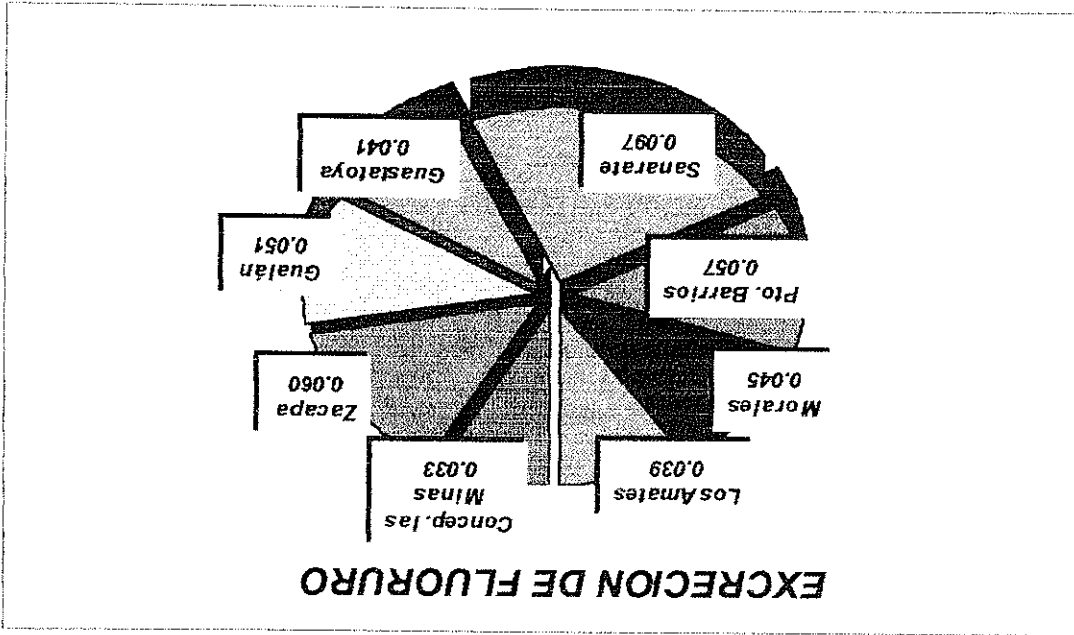 EXCRECION DE FLUORURO
Los Amates
0.039
Concep. las
Minas
0.033
Morales
0.045
Zacapa
0.060
Pto. Barrios
0.057
Gualán
0.051
Sanarate
0.097
Guastatoya
0.041